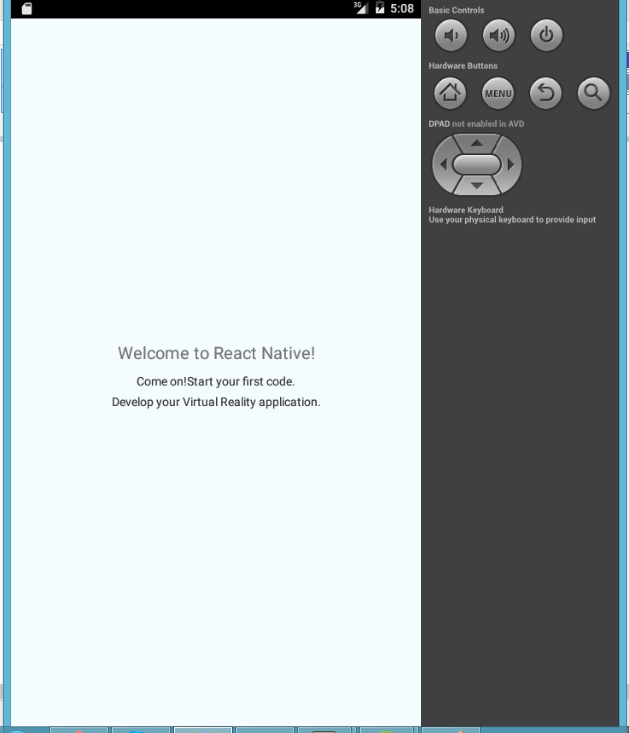 3G 5:08
Welcome to React Native!
Come on!Start your first code.
Develop your Virtual Reality application.
Basic Controls
Hardware Buttons
MENU
DPAD not enabled in AVD
Hardware Keyboard
Use your physical keyboard to provide input